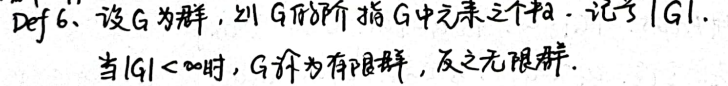 Def 6、设G为群，则G的阶指G中元素之个数．记号|G|．
当|G|<∞时，G称为有限群，反之无限群．